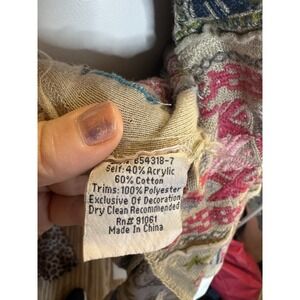 B54318-7
Self: 40% Acrylic
60% Cotton
Trims: 100% Polyester
Exclusive Of Decoration
Dry Clean Recommended
Rn# 91061
Made In China